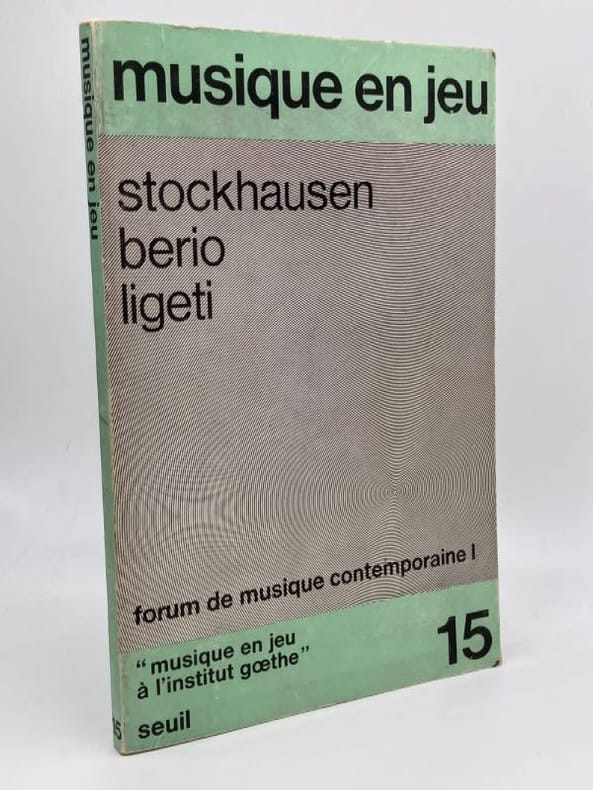 musique en jeu
musique en jeu
stockhausen
berio
ligeti
forum de musique contemporaine I
"musique en jeu
à l'institut gœthe"
15
seuil
15